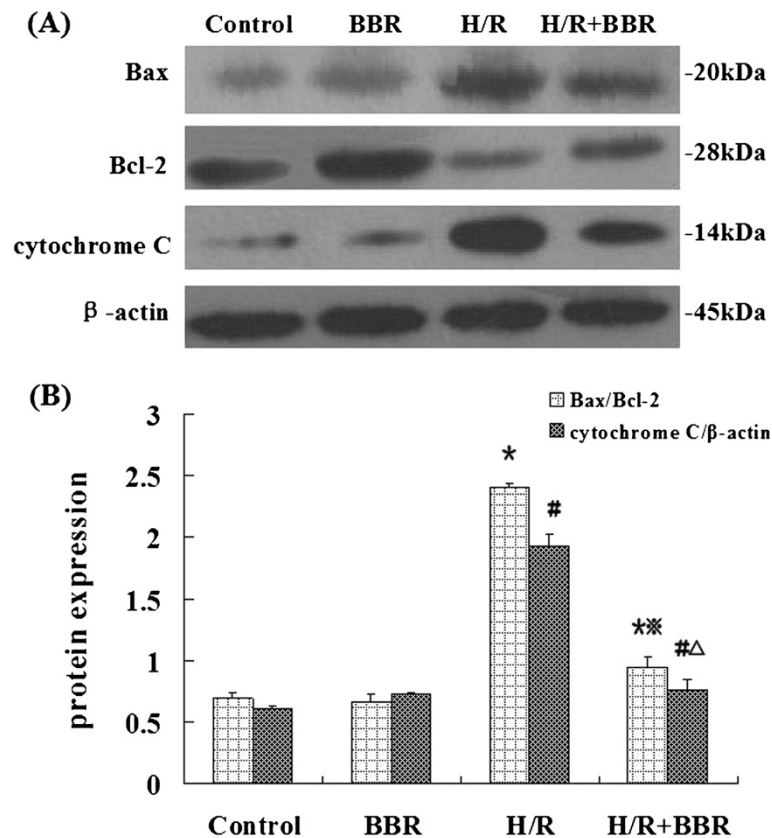 (A)
Control BBR H/R H/R+BBR
Bax -20kDa
Bcl-2 -28kDa
cytochrome C -14kDa
β-actin -45kDa
(B)
Bax/Bcl-2
cytochrome C/β-actin
protein expression
3
2.5
2
1.5
1
0.5
0
*
#
*※
#△
Control BBR H/R H/R+BBR